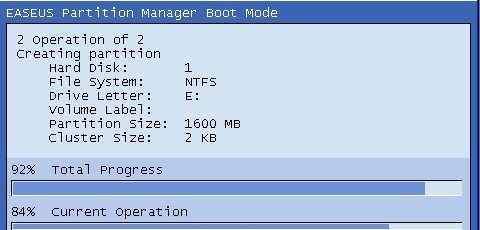 EASEUS Partition Manager Boot Mode
2 Operation of 2
Creating partition
Hard Disk: 1
File System: NTFS
Drive Letter: E:
Volume Label:
Partition Size: 1600 MB
Cluster Size: 2 KB
92% Total Progress
84% Current Operation